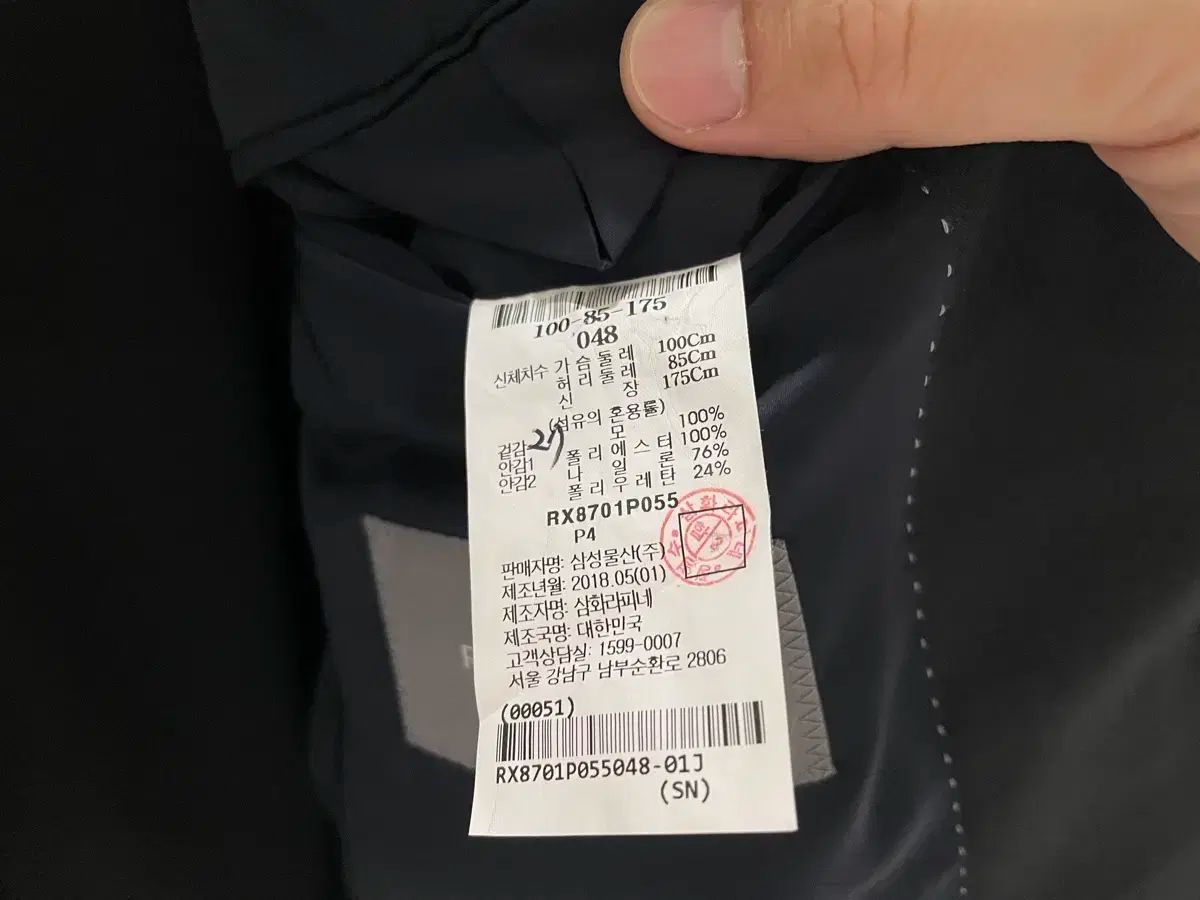 100-85-175
048
신체치수 가슴둘레 100Cm
허리둘레 85Cm
신장 175Cm
(섬유의 혼용률)
겉감 모 100%
안감1 폴리에스터 100%
안감2 나일론 76%
폴리우레탄 24%
RX8701P055
P4
판매자명: 삼성물산(주)
제조년월: 2018.05(01)
제조자명: 삼화라피네
제조국명: 대한민국
고객상담실: 1599-0007
서울 강남구 남부순환로 2806
(00051)
RX8701P055048-01J
(SN)